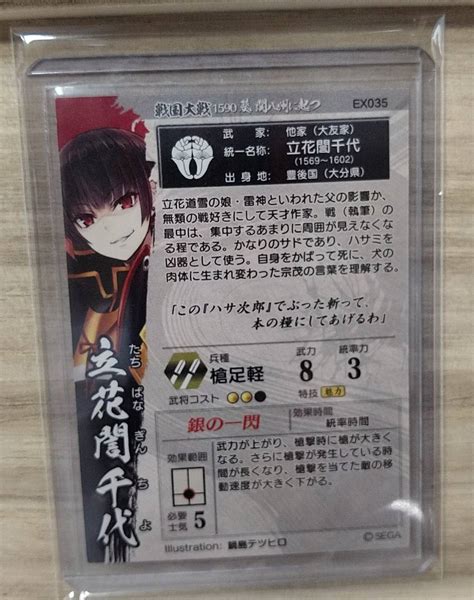 戦国大戦 1590 葵、関八州に起つ
EX035
武家: 他家（大友家）
統一名称: 立花誾千代
（1569～1602）
出身地: 豊後国（大分県）
立花道雪の娘・雷神といわれた父の影響か、
無類の戦好きにして天才作家。戦（執筆）の
最中は、集中するあまりに周囲が見えなくな
る程である。かなりのサドであり、ハサミを
凶器として使う。自身をかばって死に、犬の
肉体に生まれ変わった宗茂の言葉を理解する。
「この『ハサ次郎』でぶった斬って、
本の糧にしてあげるわ」
兵種
槍足軽
武力 統率力
8 3
武将コスト
特技 魅力
立花誾千代
たちばなぎんちよ
銀の一閃
効果時間
統率時間
効果範囲
武力が上がり、槍撃時に槍が大きく
なる。さらに槍撃が発生している時
間が長くなり、槍撃を当てた敵の移
動速度が大きく下がる。
必要士気 5
Illustration: 鍋島テツヒロ
© SEGA